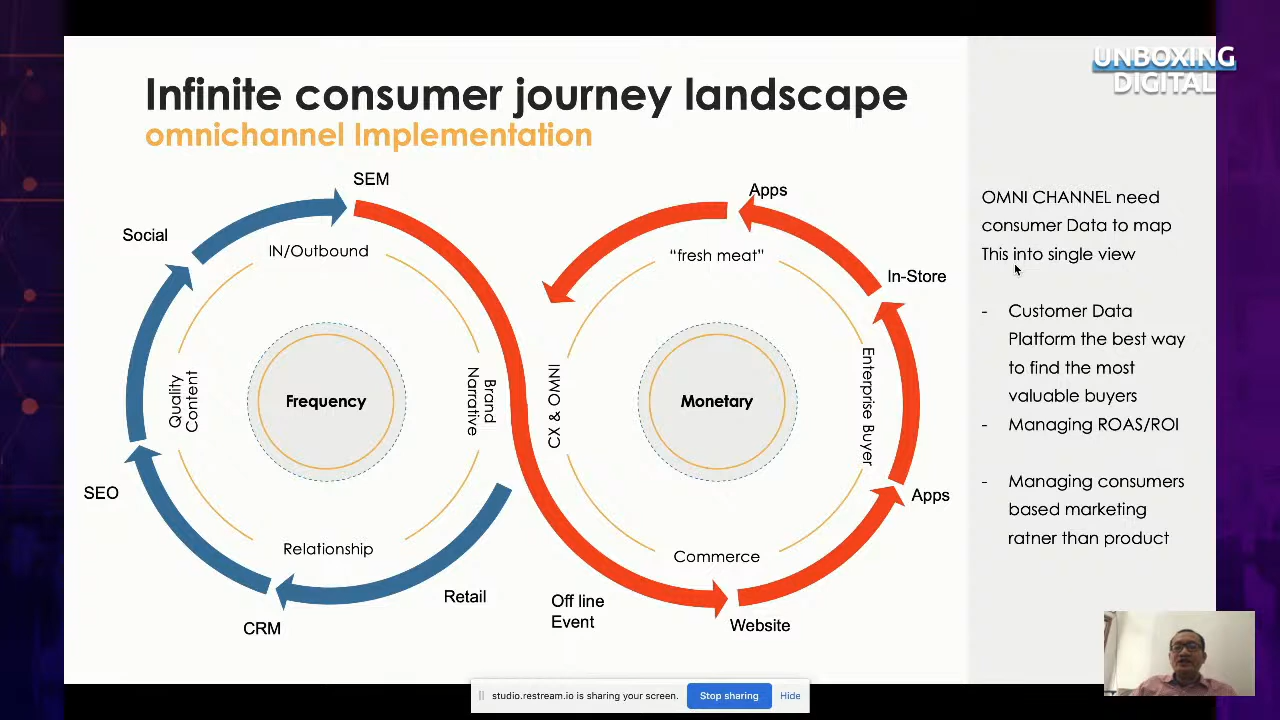 UNBOXING
DIGITAL
Infinite consumer journey landscape
omnichannel Implementation
SEM
Social
IN/Outbound
Quality
Content
Frequency
Brand
Narrative
SEO
Relationship
Retail
CRM
Apps
"fresh meat"
In-Store
CX & OMNI
Monetary
Enterprise Buyer
Apps
Commerce
Off line
Event
Website
OMNI CHANNEL need
consumer Data to map
This into single view
- Customer Data
Platform the best way
to find the most
valuable buyers
- Managing ROAS/ROI
- Managing consumers
based marketing
rather than product
studio.restream.io is sharing your screen.
Stop sharing
Hide